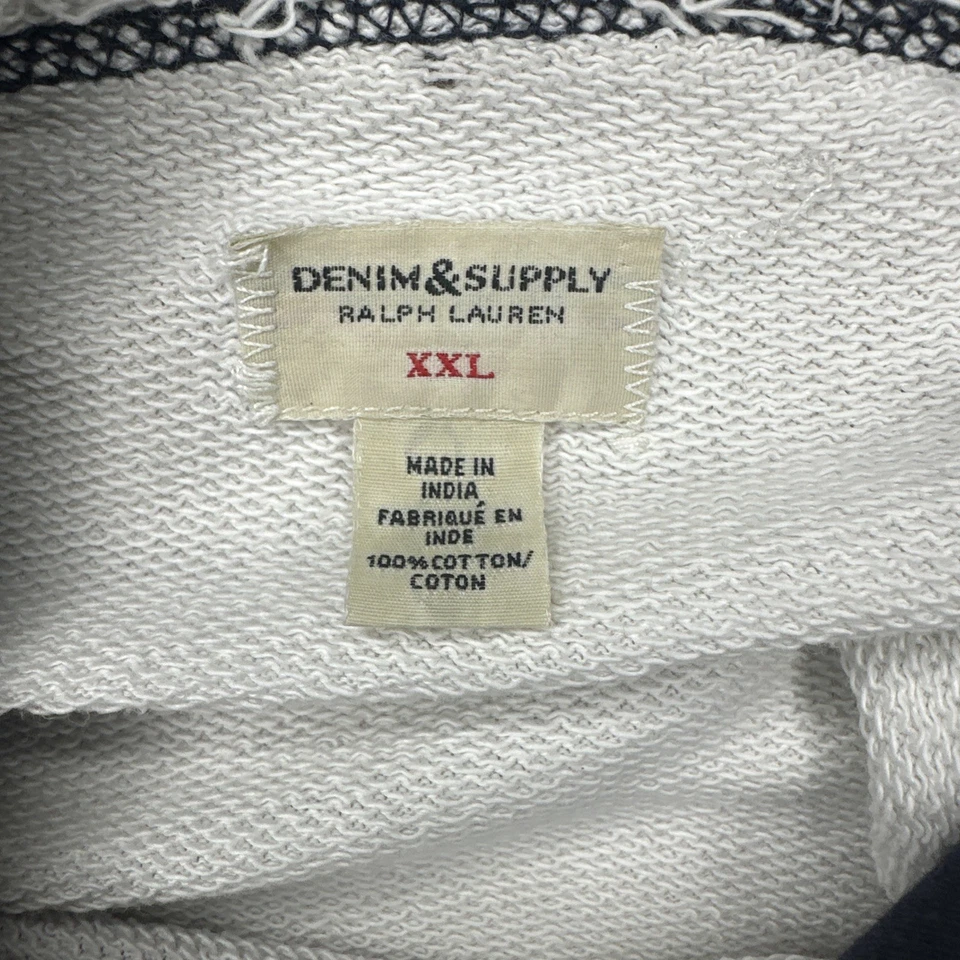 DENIM&SUPPLY
RALPH LAUREN
XXL
MADE IN
INDIA
FABRIQUÉ EN
INDE
100% COTTON/
COTON